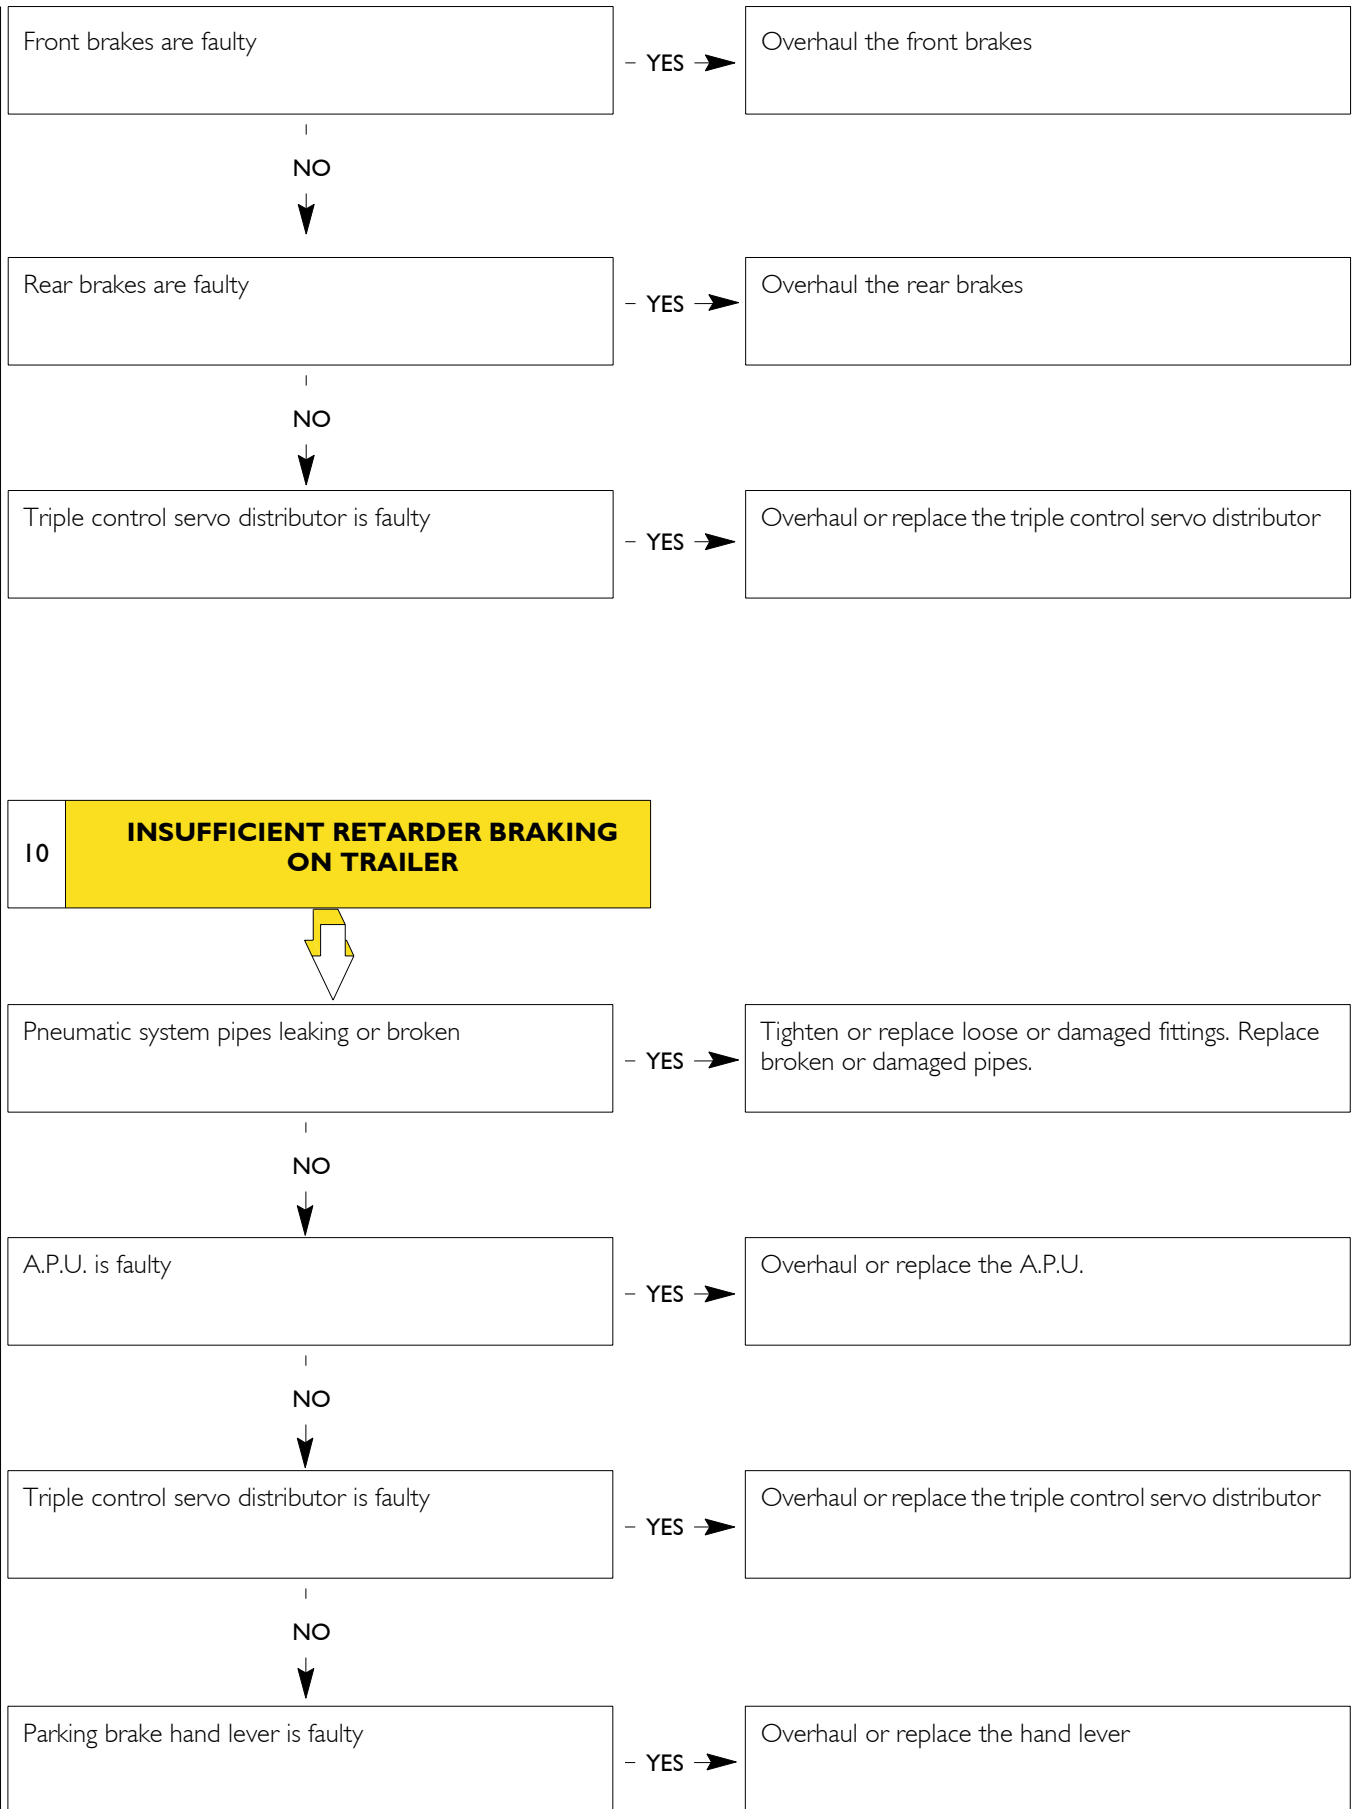 Front brakes are faulty
YES
Overhaul the front brakes
NO
Rear brakes are faulty
YES
Overhaul the rear brakes
NO
Triple control servo distributor is faulty
YES
Overhaul or replace the triple control servo distributor
10
INSUFFICIENT RETARDER BRAKING
ON TRAILER
Pneumatic system pipes leaking or broken
YES
Tighten or replace loose or damaged fittings. Replace
broken or damaged pipes.
NO
A.P.U. is faulty
YES
Overhaul or replace the A.P.U.
NO
Triple control servo distributor is faulty
YES
Overhaul or replace the triple control servo distributor
NO
Parking brake hand lever is faulty
YES
Overhaul or replace the hand lever